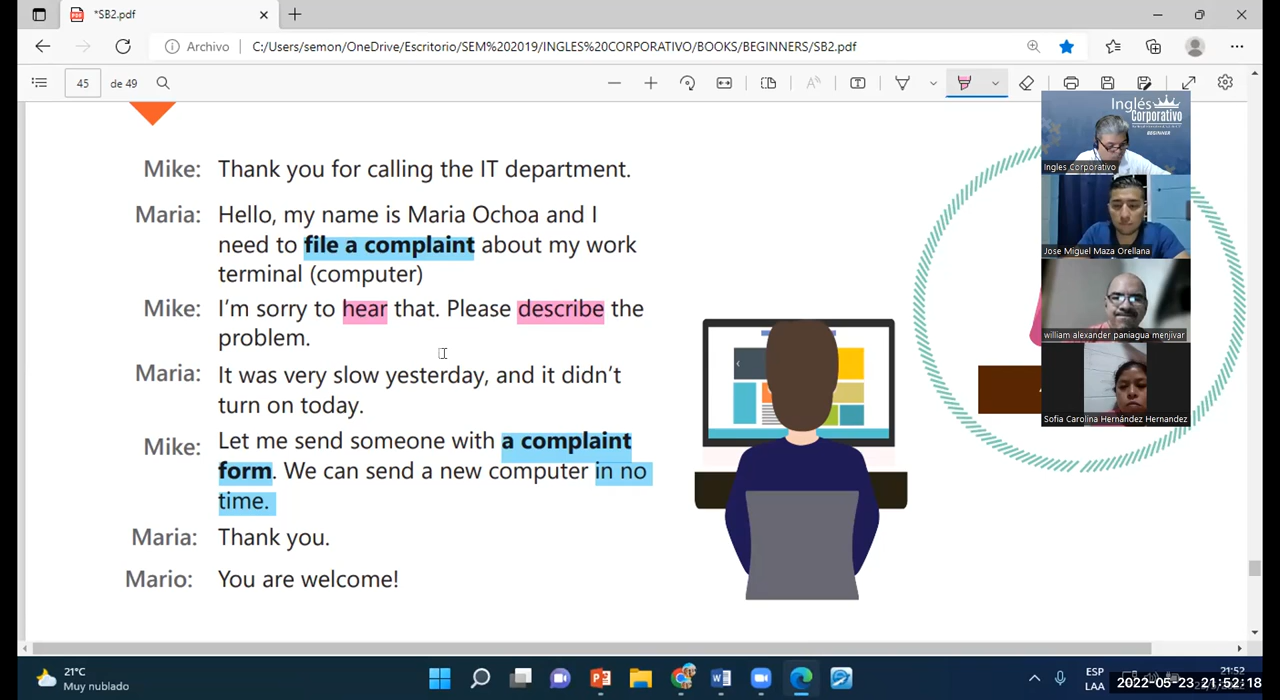 *SB2.pdf
Archivo
C:/Users/semon/OneDrive/Escritorio/SEM%202019/INGLES%20CORPORATIVO/BOOKS/BEGINNERS/SB2.pdf
45 de 49
Mike: Thank you for calling the IT department.
Maria: Hello, my name is Maria Ochoa and I
need to file a complaint about my work
terminal (computer)
Mike: I'm sorry to hear that. Please describe the
problem.
Maria: It was very slow yesterday, and it didn't
turn on today.
Mike: Let me send someone with a complaint
form. We can send a new computer in no
time.
Maria: Thank you.
Mario: You are welcome!
Inglés
Corporativo
BEGINNER
Ingles Corporativo
Jose Miguel Maza Orellana
william alexander paniagua menjivar
Sofia Carolina Hernández Hernandez
21°C
Muy nublado
ESP
LAA
21:52
2022-05-23 21:52:18